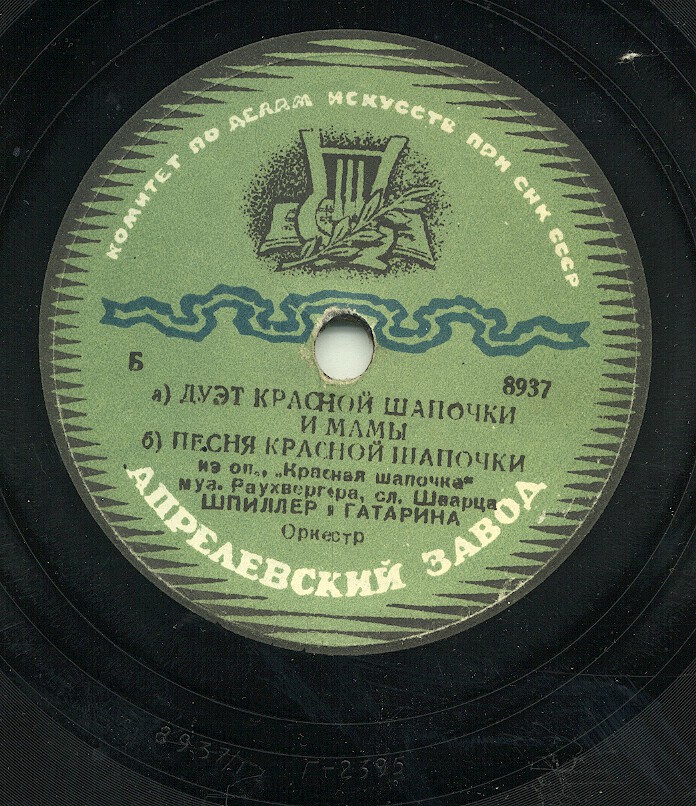 КОМИТЕТ ПО ДЕЛАМ ИСКУССТВ ПРИ СНК СССР
Б
8937
а) ДУЭТ КРАСНОЙ ШАПОЧКИ
И МАМЫ
б) ПЕСНЯ КРАСНОЙ ШАПОЧКИ
из оп., „Красная шапочка"
муз. Раухвергера, сл. Шварца
ШПИЛЛЕР и ГАТАРИНА
Оркестр
АПРЕЛЕВСКИЙ ЗАВОД
Г-2395